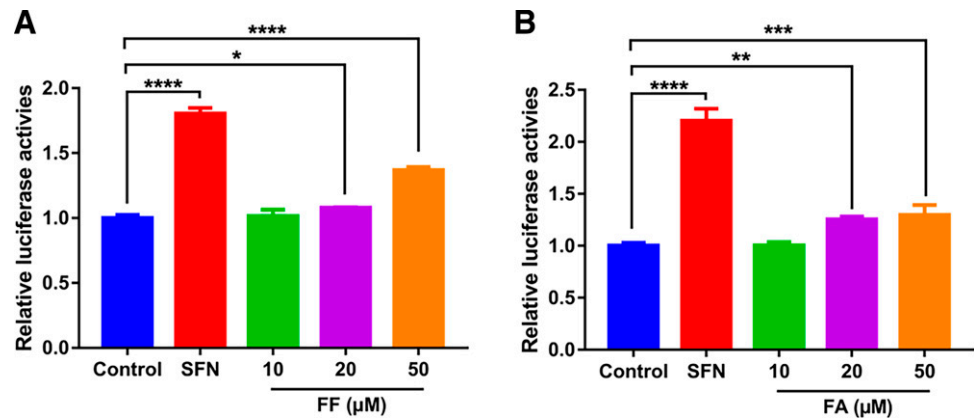 A
****
*
****
Relative luciferase activies
2.0
1.5
1.0
0.5
0.0
Control SFN 10 20 50
FF (µM)
B
***
**
****
Relative luciferase activies
2.5
2.0
1.5
1.0
0.5
0.0
Control SFN 10 20 50
FA (µM)